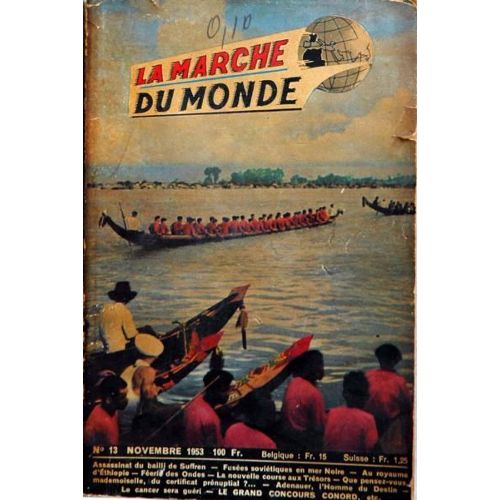 0,10
LA MARCHE
DU MONDE
N° 13 NOVEMBRE 1953 100 Fr. Belgique : Fr. 15 Suisse : Fr. 1,25
Assassinat du bailli de Suffren — Fusées soviétiques en mer Noire — Au royaume
d'Éthiopie — Féerie des Ondes — La nouvelle course aux Trésors — Que pensez-vous,
mademoiselle, du certificat prénuptial ?... — Adenauer, l'Homme du Destin
Le cancer sera guéri — LE GRAND CONCOURS CONORD,